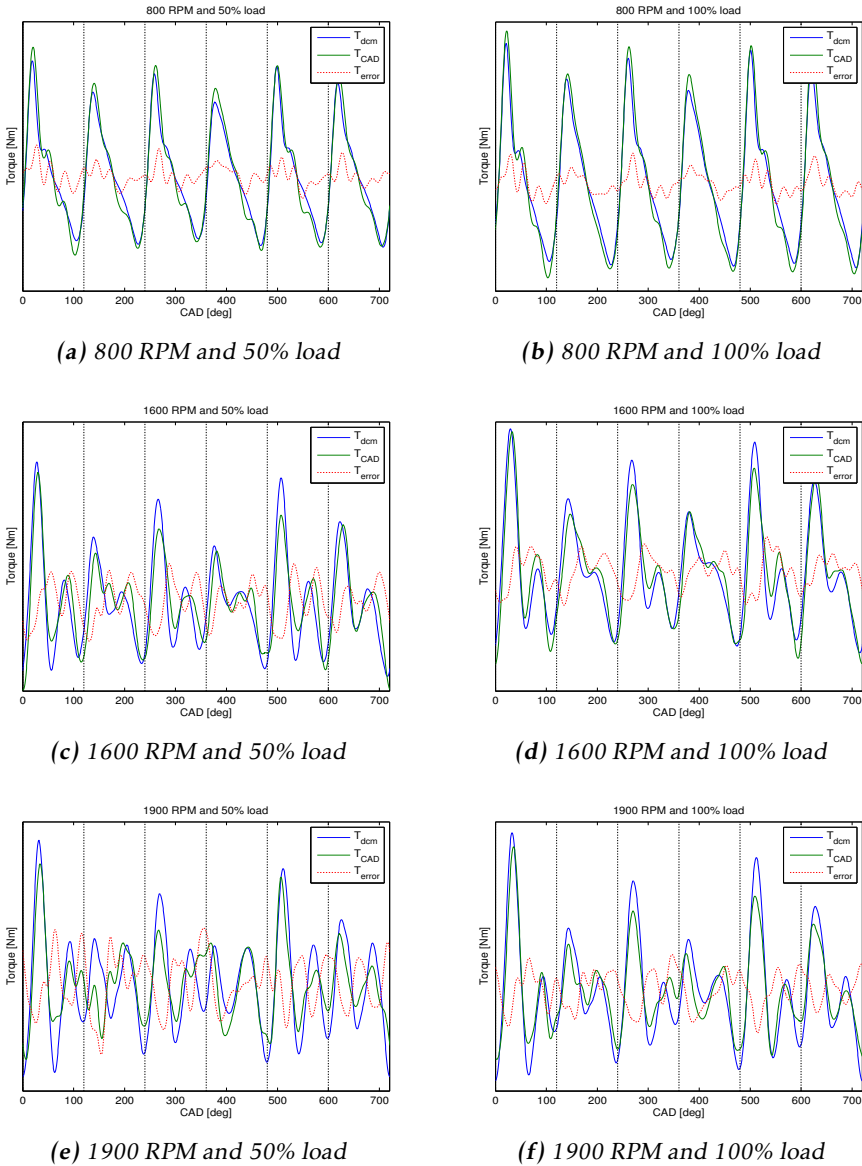 800 RPM and 50% load
T_dcm
T_CAD
T_error
Torque [Nm]
0 100 200 300 400 500 600 700
CAD [deg]
(a) 800 RPM and 50% load
800 RPM and 100% load
T_dcm
T_CAD
T_error
Torque [Nm]
0 100 200 300 400 500 600 700
CAD [deg]
(b) 800 RPM and 100% load
1600 RPM and 50% load
T_dcm
T_CAD
T_error
Torque [Nm]
0 100 200 300 400 500 600 700
CAD [deg]
(c) 1600 RPM and 50% load
1600 RPM and 100% load
T_dcm
T_CAD
T_error
Torque [Nm]
0 100 200 300 400 500 600 700
CAD [deg]
(d) 1600 RPM and 100% load
1900 RPM and 50% load
T_dcm
T_CAD
T_error
Torque [Nm]
0 100 200 300 400 500 600 700
CAD [deg]
(e) 1900 RPM and 50% load
1900 RPM and 100% load
T_dcm
T_CAD
T_error
Torque [Nm]
0 100 200 300 400 500 600 700
CAD [deg]
(f) 1900 RPM and 100% load